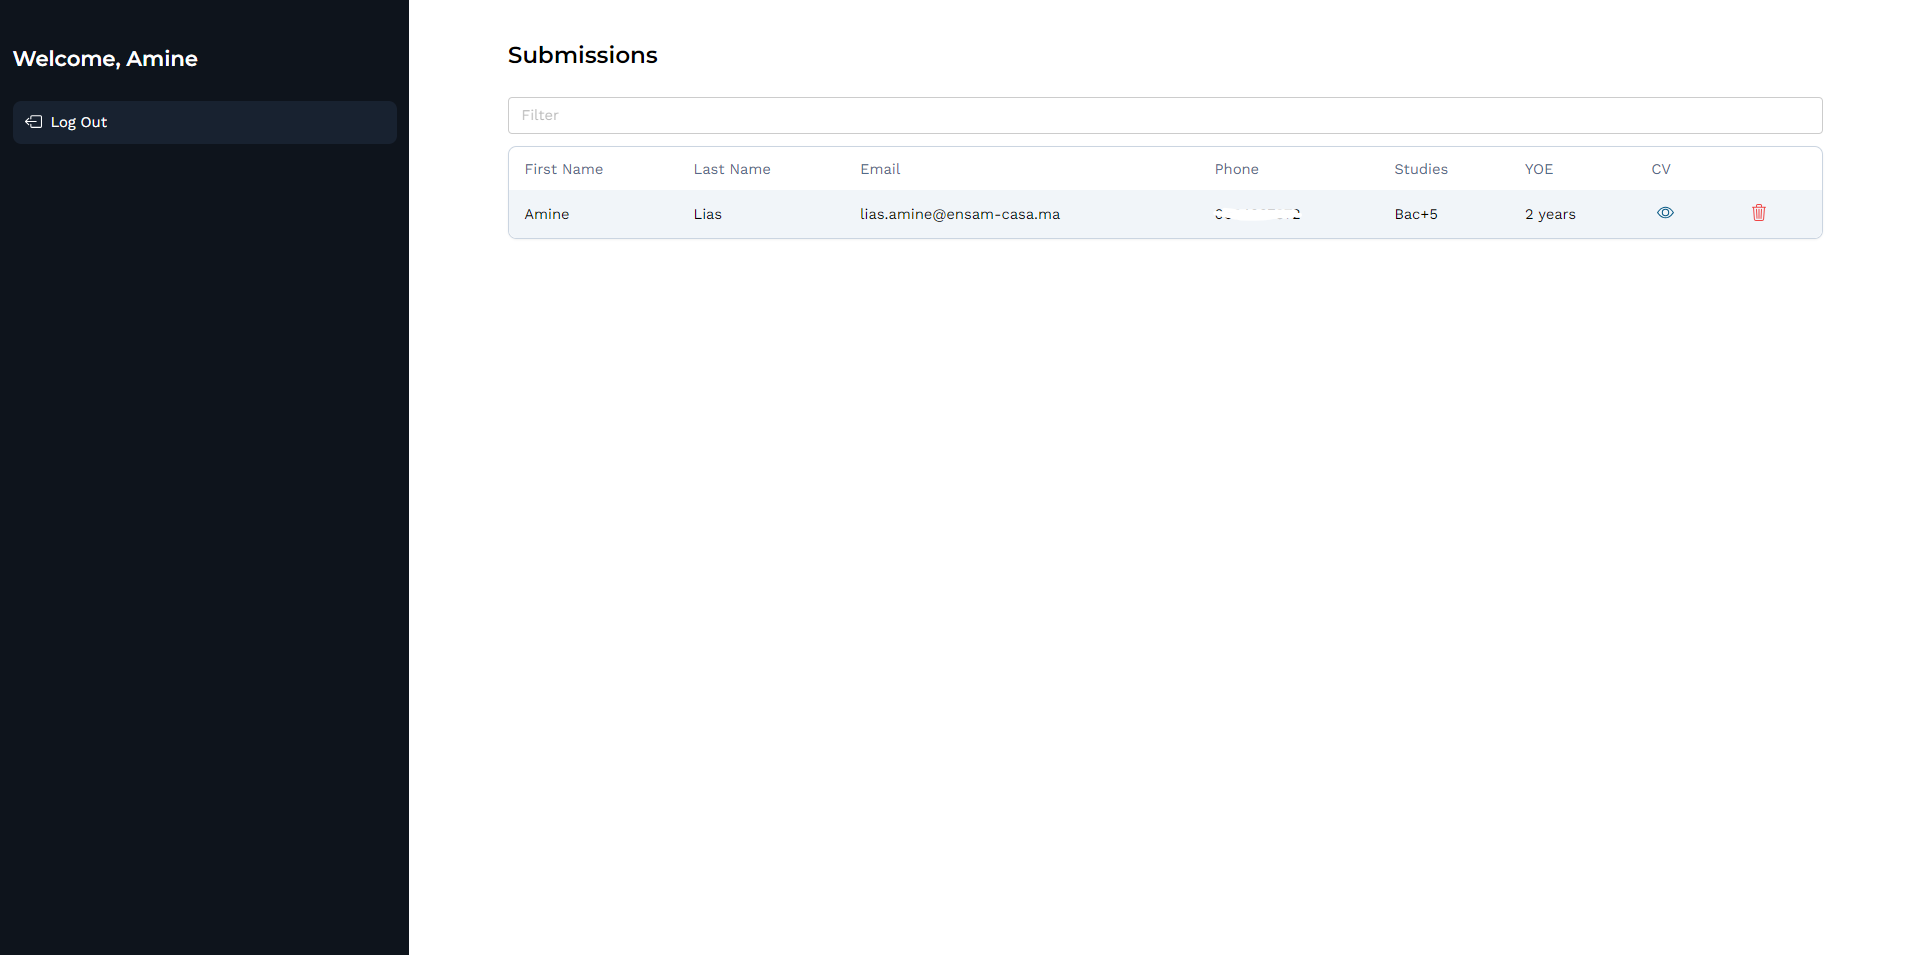 Welcome, Amine
Log Out
Submissions
Filter
First Name Last Name Email Phone Studies YOE CV
Amine Lias lias.amine@ensam-casa.ma Bac+5 2 years